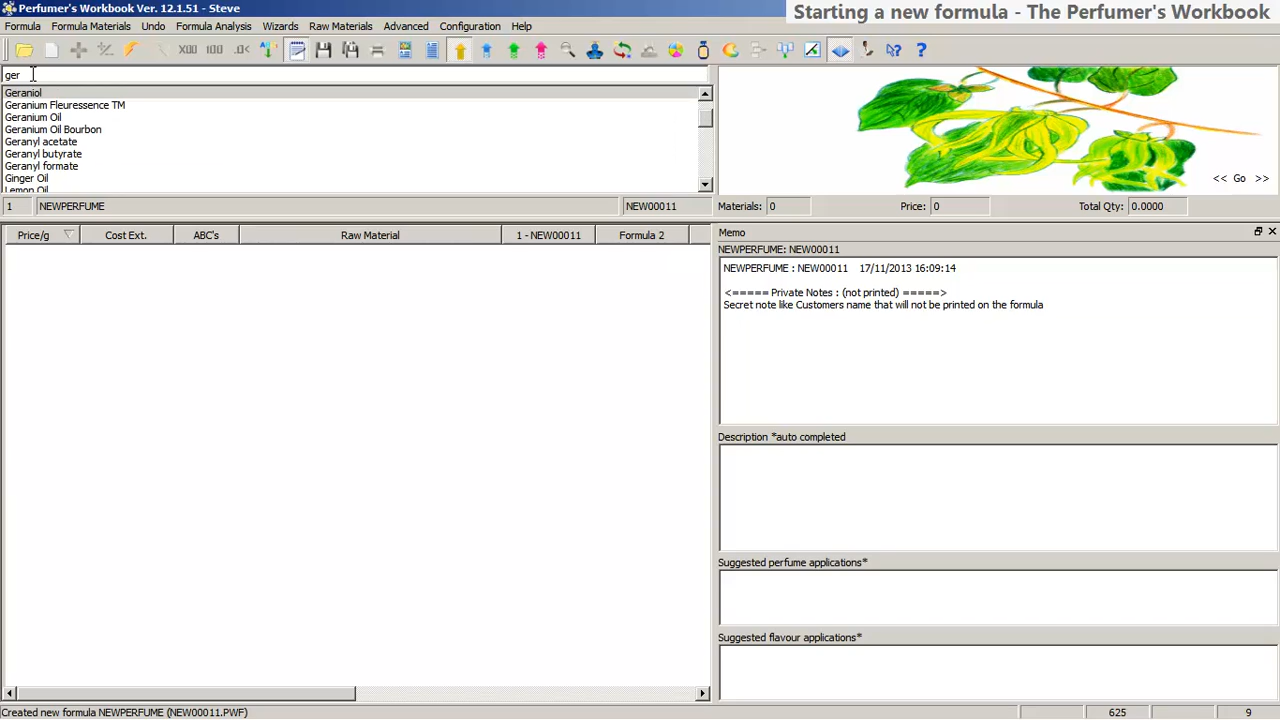 Perfumer's Workbook Ver. 12.1.51 - Steve
Starting a new formula - The Perfumer's Workbook
Formula Formula Materials Undo Formula Analysis Wizards Raw Materials Advanced Configuration Help
X00 100 .0<
ger
Geraniol
Geranium Fleuressence TM
Geranium Oil
Geranium Oil Bourbon
Geranyl acetate
Geranyl butyrate
Geranyl formate
Ginger Oil
Lemon Oil
<< Go >>
1 NEWPERFUME NEW00011 Materials: 0 Price: 0 Total Qty: 0.0000
Price/g Cost Ext. ABC's Raw Material 1 - NEW00011 Formula 2
Memo
NEWPERFUME: NEW00011
NEWPERFUME : NEW00011 17/11/2013 16:09:14
<===== Private Notes : (not printed) =====>
Secret note like Customers name that will not be printed on the formula
Description *auto completed
Suggested perfume applications*
Suggested flavour applications*
Created new formula NEWPERFUME (NEW00011.PWF)
625 9